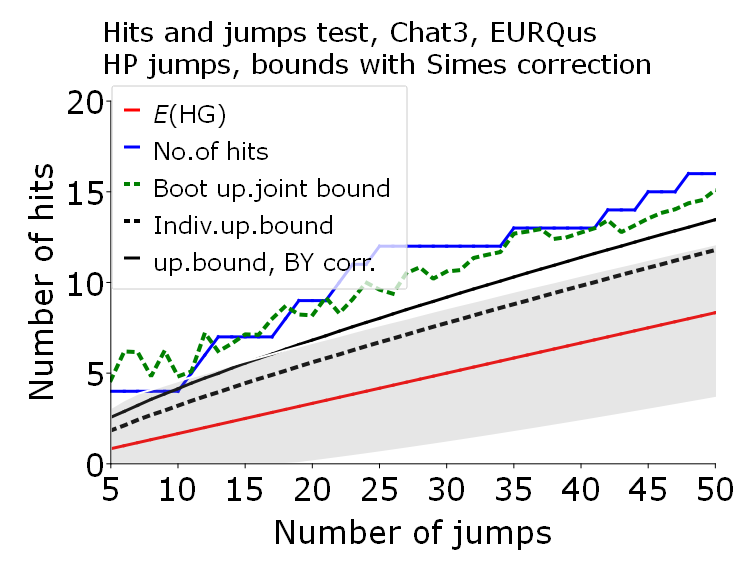 Hits and jumps test, Chat3, EURQus
HP jumps, bounds with Simes correction
E(HG)
No.of hits
Boot up.joint bound
Indiv.up.bound
up.bound, BY corr.
Number of hits
20
15
10
5
0
5 10 15 20 25 30 35 40 45 50
Number of jumps